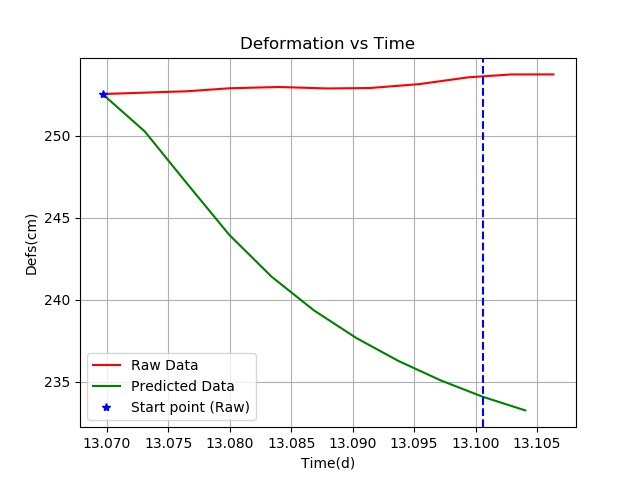 Deformation vs Time
Defs(cm)
250
245
240
235
Raw Data
Predicted Data
Start point (Raw)
13.070 13.075 13.080 13.085 13.090 13.095 13.100 13.105
Time(d)